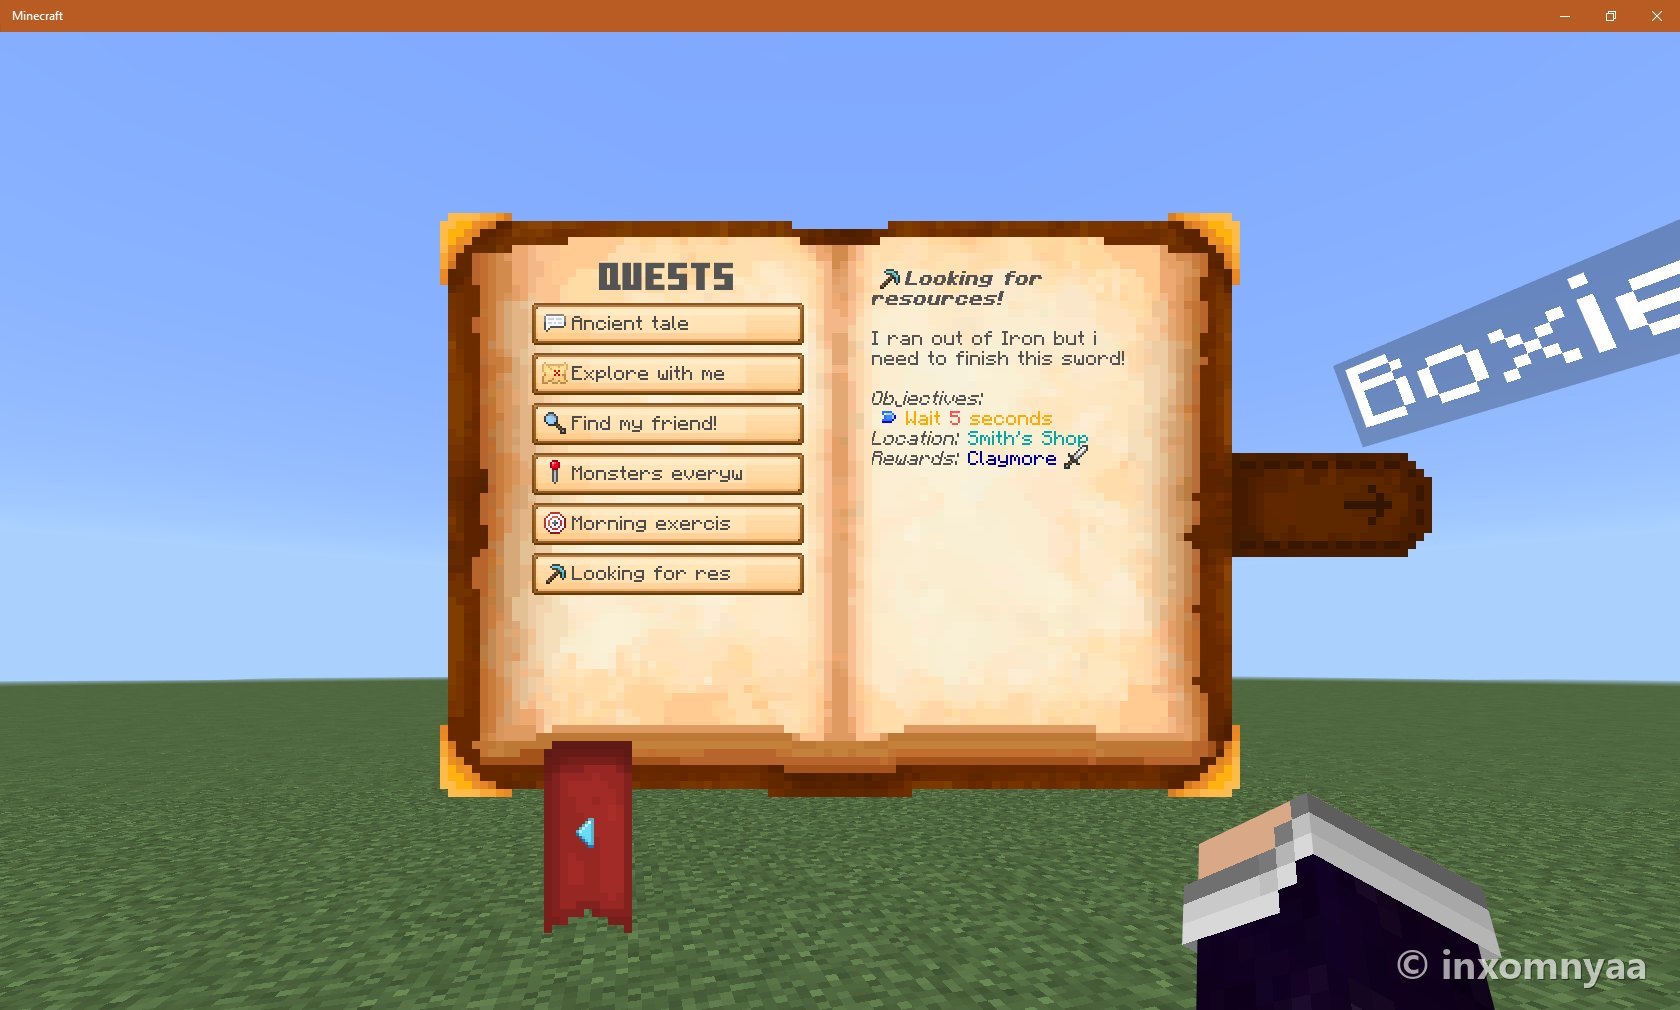 Minecraft
QUESTS
Ancient tale
Explore with me
Find my friend!
Monsters everyw
Morning exercis
Looking for res
Looking for
resources!
I ran out of Iron but i
need to finish this sword!
Objectives:
Wait 5 seconds
Location: Smith's Shop
Rewards: Claymore
Boxie
© inxomnyaa